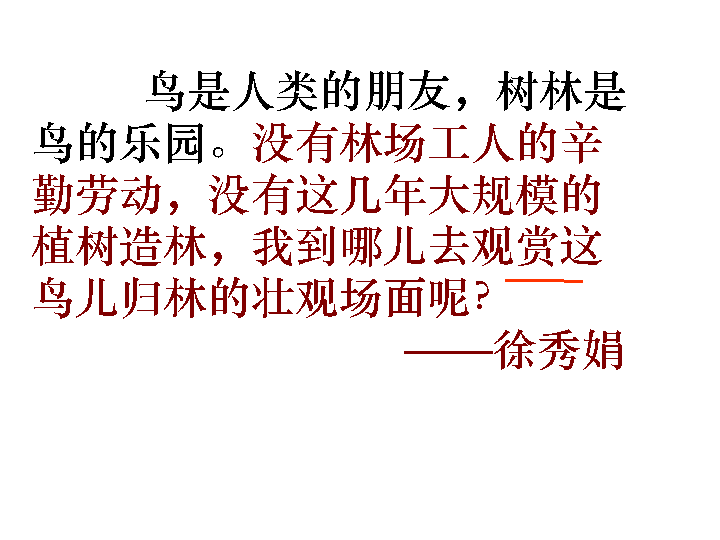 鸟是人类的朋友，树林是
鸟的乐园。没有林场工人的辛
勤劳动，没有这几年大规模的
植树造林，我到哪儿去观赏这
鸟儿归林的壮观场面呢?
——徐秀娟